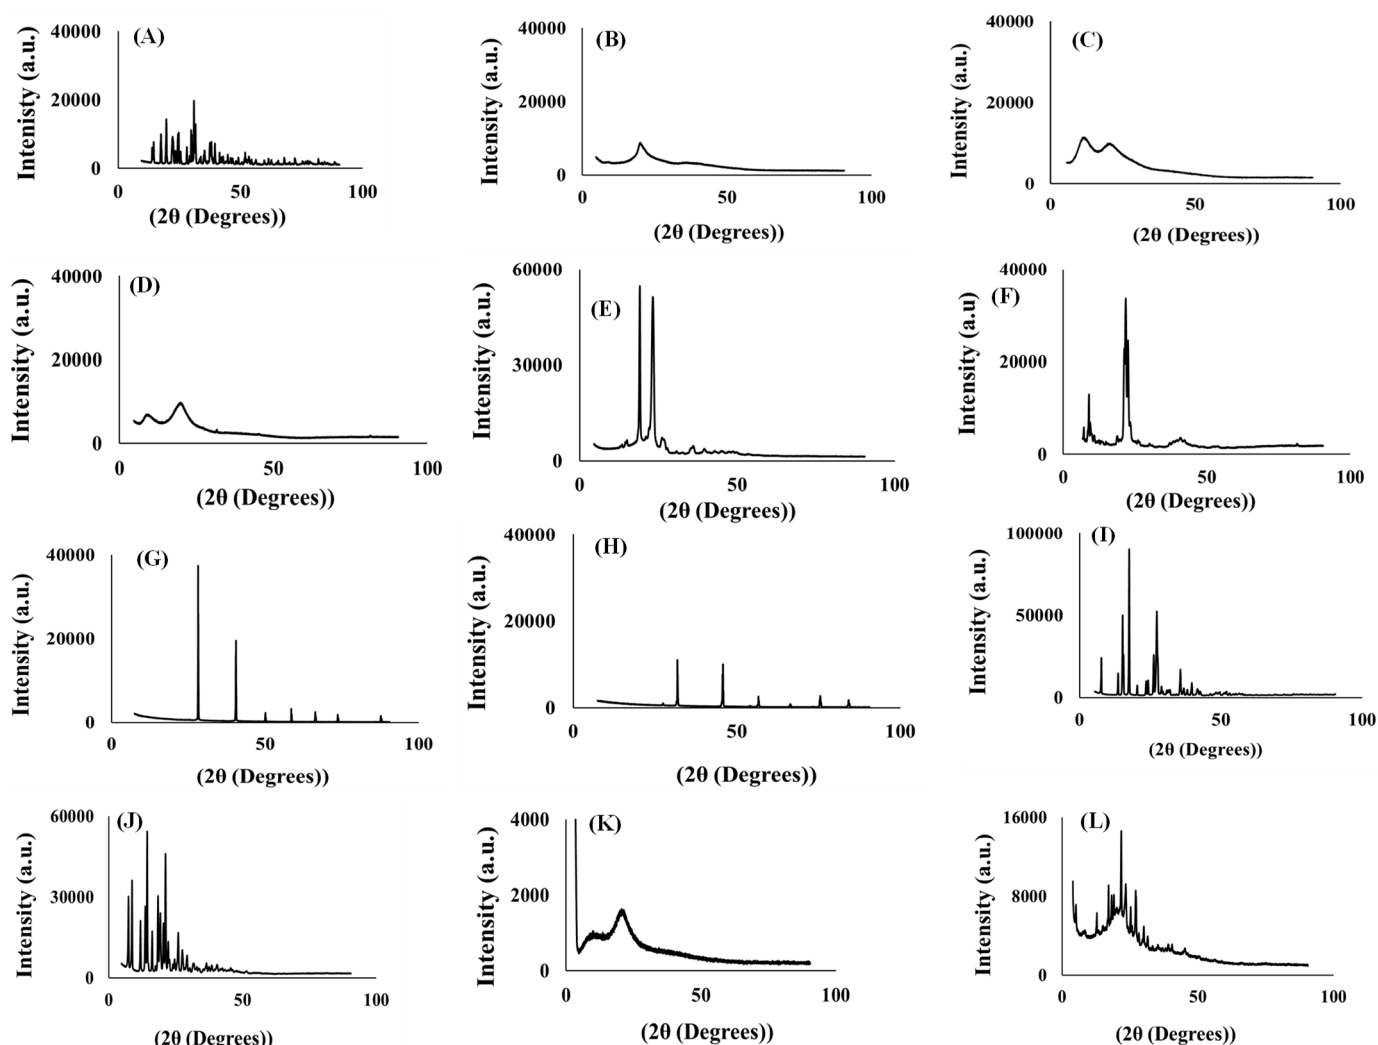 (A)
Intenisty (a.u.)
40000
20000
0
0 50 100
(2θ (Degrees))
(B)
Intensity (a.u.)
40000
20000
0
0 50 100
(2θ (Degrees))
(C)
Intensity (a.u.)
40000
20000
0
0 50 100
(2θ (Degrees))
(D)
Intensity (a.u.)
40000
20000
0
0 50 100
(2θ (Degrees))
(E)
Intensity (a.u.)
60000
30000
0
0 50 100
(2θ (Degrees))
(F)
Intensity (a.u)
40000
20000
0
0 50 100
(2θ (Degrees))
(G)
Intensity (a.u.)
40000
20000
0
0 50 100
(2θ (Degrees))
(H)
Intensity (a.u.)
40000
20000
0
0 50 100
(2θ (Degrees))
(I)
Intensity (a.u.)
100000
50000
0
0 50 100
(2θ (Degrees))
(J)
Intensity (a.u.)
60000
30000
0
0 50 100
(2θ (Degrees))
(K)
Intensity (a.u.)
4000
2000
0
0 50 100
(2θ (Degrees))
(L)
Intensity (a.u.)
16000
8000
0
0 50 100
(2θ (Degrees))